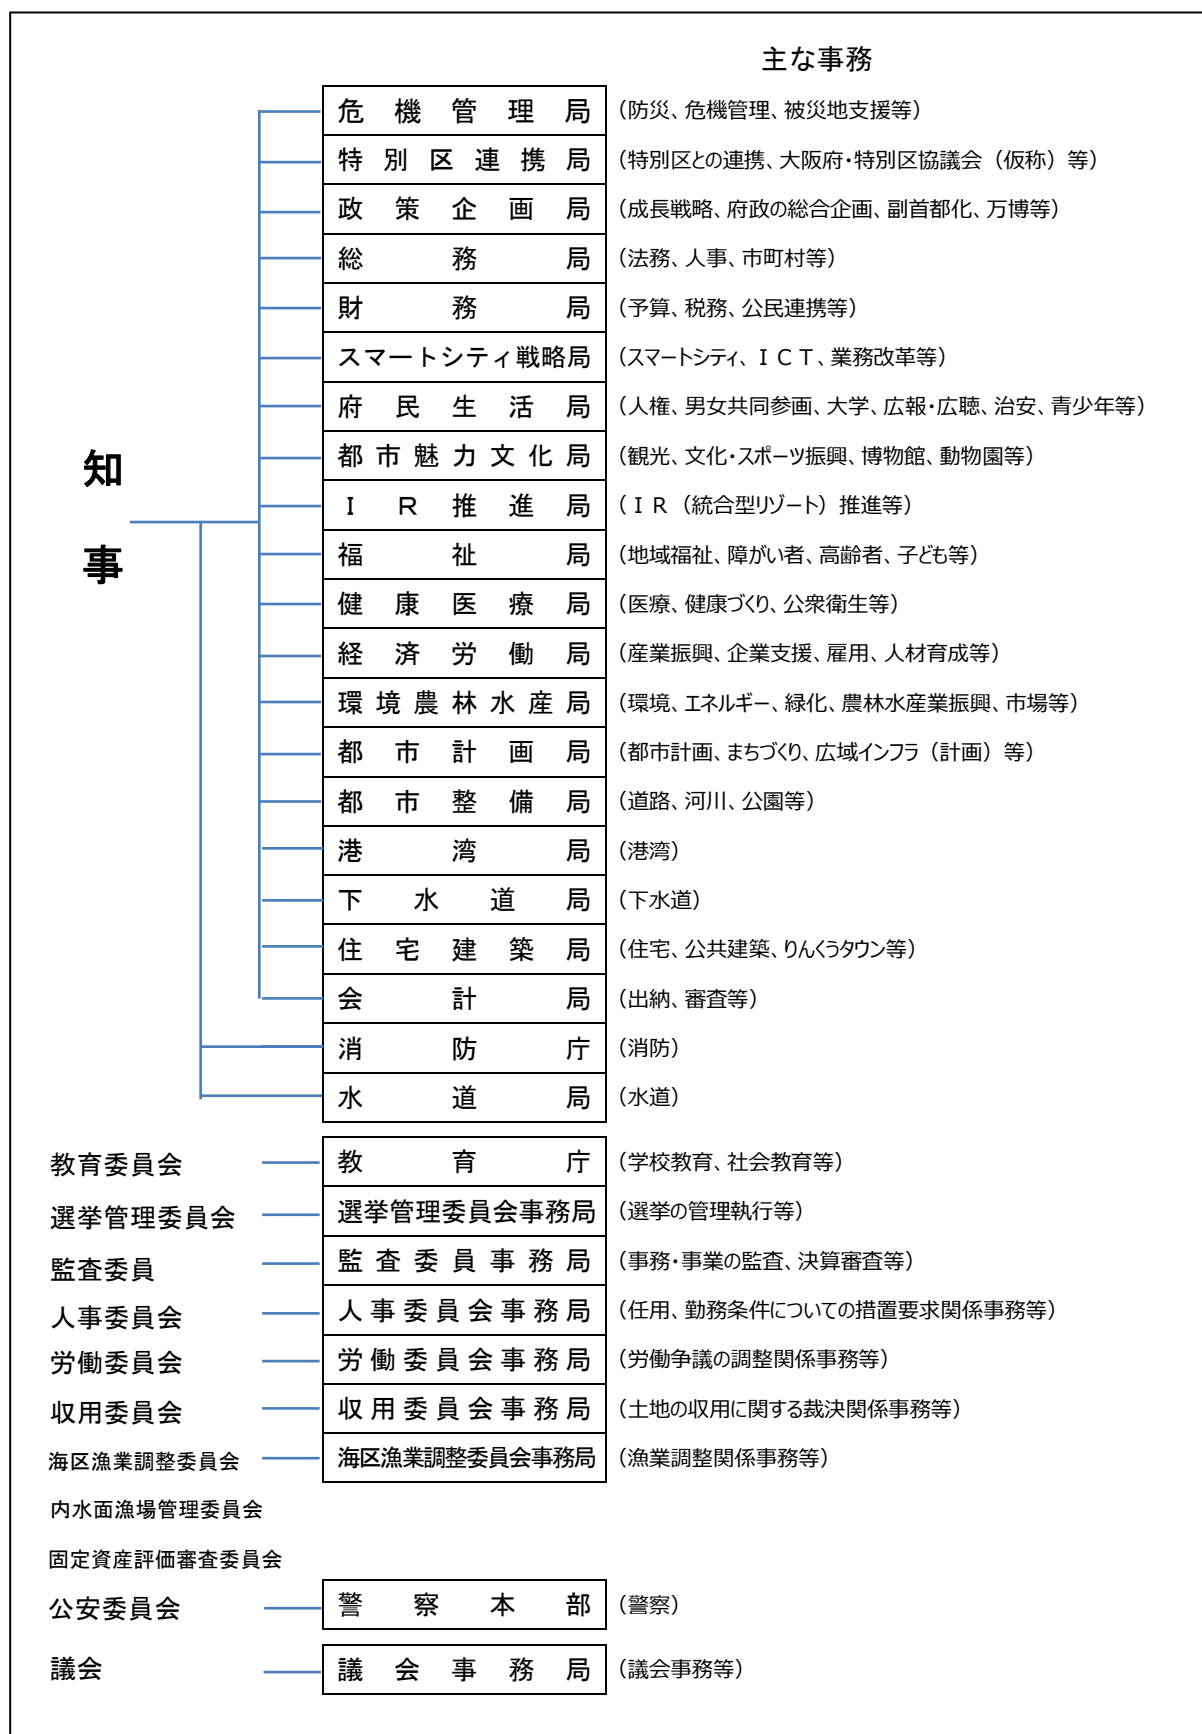 主な事務
危機管理局 （防災、危機管理、被災地支援等）
特別区連携局 （特別区との連携、大阪府・特別区協議会（仮称）等）
政策企画局 （成長戦略、府政の総合企画、副首都化、万博等）
総務局 （法務、人事、市町村等）
財務局 （予算、税務、公民連携等）
スマートシティ戦略局 （スマートシティ、ＩＣＴ、業務改革等）
府民生活局 （人権、男女共同参画、大学、広報・広聴、治安、青少年等）
都市魅力文化局 （観光、文化・スポーツ振興、博物館、動物園等）
知事
ＩＲ推進局 （ＩＲ（統合型リゾート）推進等）
福祉局 （地域福祉、障がい者、高齢者、子ども等）
健康医療局 （医療、健康づくり、公衆衛生等）
経済労働局 （産業振興、企業支援、雇用、人材育成等）
環境農林水産局 （環境、エネルギー、緑化、農林水産業振興、市場等）
都市計画局 （都市計画、まちづくり、広域インフラ（計画）等）
都市整備局 （道路、河川、公園等）
港湾局 （港湾）
下水道局 （下水道）
住宅建築局 （住宅、公共建築、りんくうタウン等）
会計局 （出納、審査等）
消防庁 （消防）
水道局 （水道）
教育委員会 教育庁 （学校教育、社会教育等）
選挙管理委員会 選挙管理委員会事務局 （選挙の管理執行等）
監査委員 監査委員事務局 （事務・事業の監査、決算審査等）
人事委員会 人事委員会事務局 （任用、勤務条件についての措置要求関係事務等）
労働委員会 労働委員会事務局 （労働争議の調整関係事務等）
収用委員会 収用委員会事務局 （土地の収用に関する裁決関係事務等）
海区漁業調整委員会 海区漁業調整委員会事務局 （漁業調整関係事務等）
内水面漁場管理委員会
固定資産評価審査委員会
公安委員会 警察本部 （警察）
議会 議会事務局 （議会事務等）